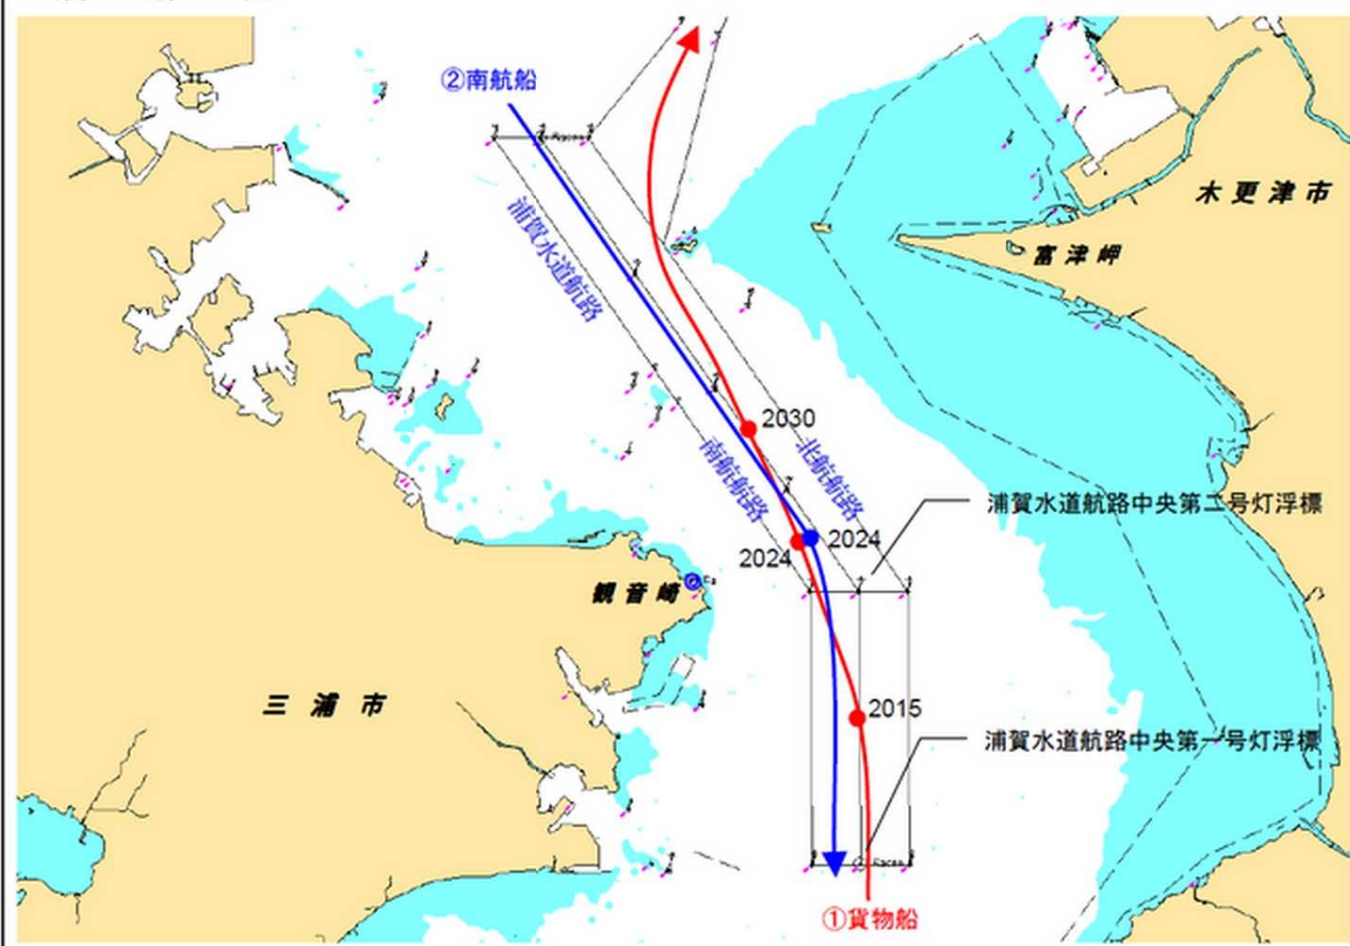 ②南航船
木更津市
富津岬
浦賀水道航路
2030
南航航路
北航航路
浦賀水道航路中央第二号灯浮標
2024
2024
観音崎
三浦市
2015
浦賀水道航路中央第一号灯浮標
①貨物船